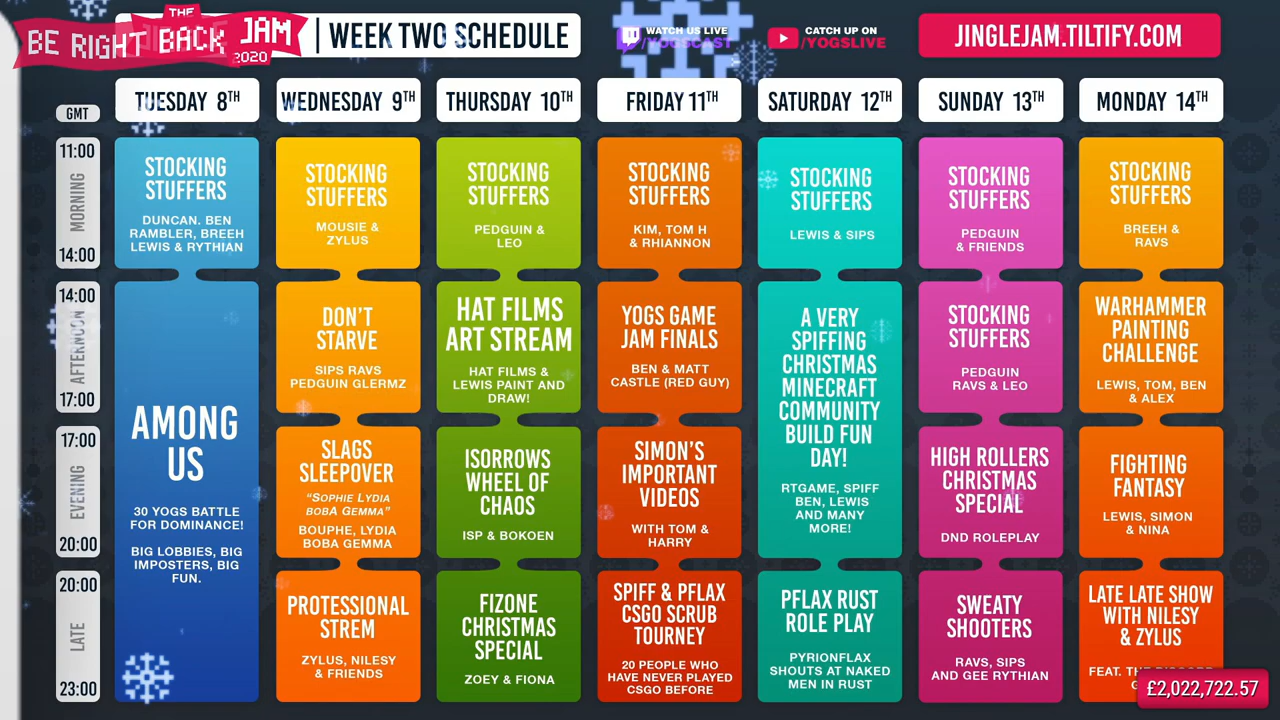 THE
JINGLE JAM
BE RIGHT BACK
2020
WEEK TWO SCHEDULE
WATCH US LIVE
/YOGSCAST
CATCH UP ON
/YOGSLIVE
JINGLEJAM.TILTIFY.COM
GMT
TUESDAY 8TH
WEDNESDAY 9TH
THURSDAY 10TH
FRIDAY 11TH
SATURDAY 12TH
SUNDAY 13TH
MONDAY 14TH
11:00
MORNING
14:00
STOCKING
STUFFERS
DUNCAN. BEN
RAMBLER, BREEH
LEWIS & RYTHIAN
STOCKING
STUFFERS
MOUSIE &
ZYLUS
STOCKING
STUFFERS
PEDGUIN &
LEO
STOCKING
STUFFERS
KIM, TOM H
& RHIANNON
STOCKING
STUFFERS
LEWIS & SIPS
STOCKING
STUFFERS
PEDGUIN
& FRIENDS
STOCKING
STUFFERS
BREEH &
RAVS
14:00
AFTERNOON
17:00
AMONG
US
30 YOGS BATTLE
FOR DOMINANCE!
BIG LOBBIES, BIG
IMPOSTERS, BIG
FUN.
DON'T
STARVE
SIPS RAVS
PEDGUIN GLERMZ
HAT FILMS
ART STREAM
HAT FILMS &
LEWIS PAINT AND
DRAW!
YOGS GAME
JAM FINALS
BEN & MATT
CASTLE (RED GUY)
A VERY
SPIFFING
CHRISTMAS
MINECRAFT
COMMUNITY
BUILD FUN
DAY!
RTGAME, SPIFF
BEN, LEWIS
AND MANY
MORE!
STOCKING
STUFFERS
PEDGUIN
RAVS & LEO
WARHAMMER
PAINTING
CHALLENGE
LEWIS, TOM, BEN
& ALEX
17:00
EVENING
20:00
SLAGS
SLEEPOVER
"SOPHIE LYDIA
BOBA GEMMA"
BOUPHE, LYDIA
BOBA GEMMA
ISORROWS
WHEEL OF
CHAOS
ISP & BOKOEN
SIMON'S
IMPORTANT
VIDEOS
WITH TOM &
HARRY
HIGH ROLLERS
CHRISTMAS
SPECIAL
DND ROLEPLAY
FIGHTING
FANTASY
LEWIS, SIMON
& NINA
20:00
LATE
23:00
PROTESSIONAL
STREM
ZYLUS, NILESY
& FRIENDS
FIZONE
CHRISTMAS
SPECIAL
ZOEY & FIONA
SPIFF & PFLAX
CSGO SCRUB
TOURNEY
20 PEOPLE WHO
HAVE NEVER PLAYED
CSGO BEFORE
PFLAX RUST
ROLE PLAY
PYRIONFLAX
SHOUTS AT NAKED
MEN IN RUST
SWEATY
SHOOTERS
RAVS, SIPS
AND GEE RYTHIAN
LATE LATE SHOW
WITH NILESY
& ZYLUS
FEAT.
£2,022,722.57